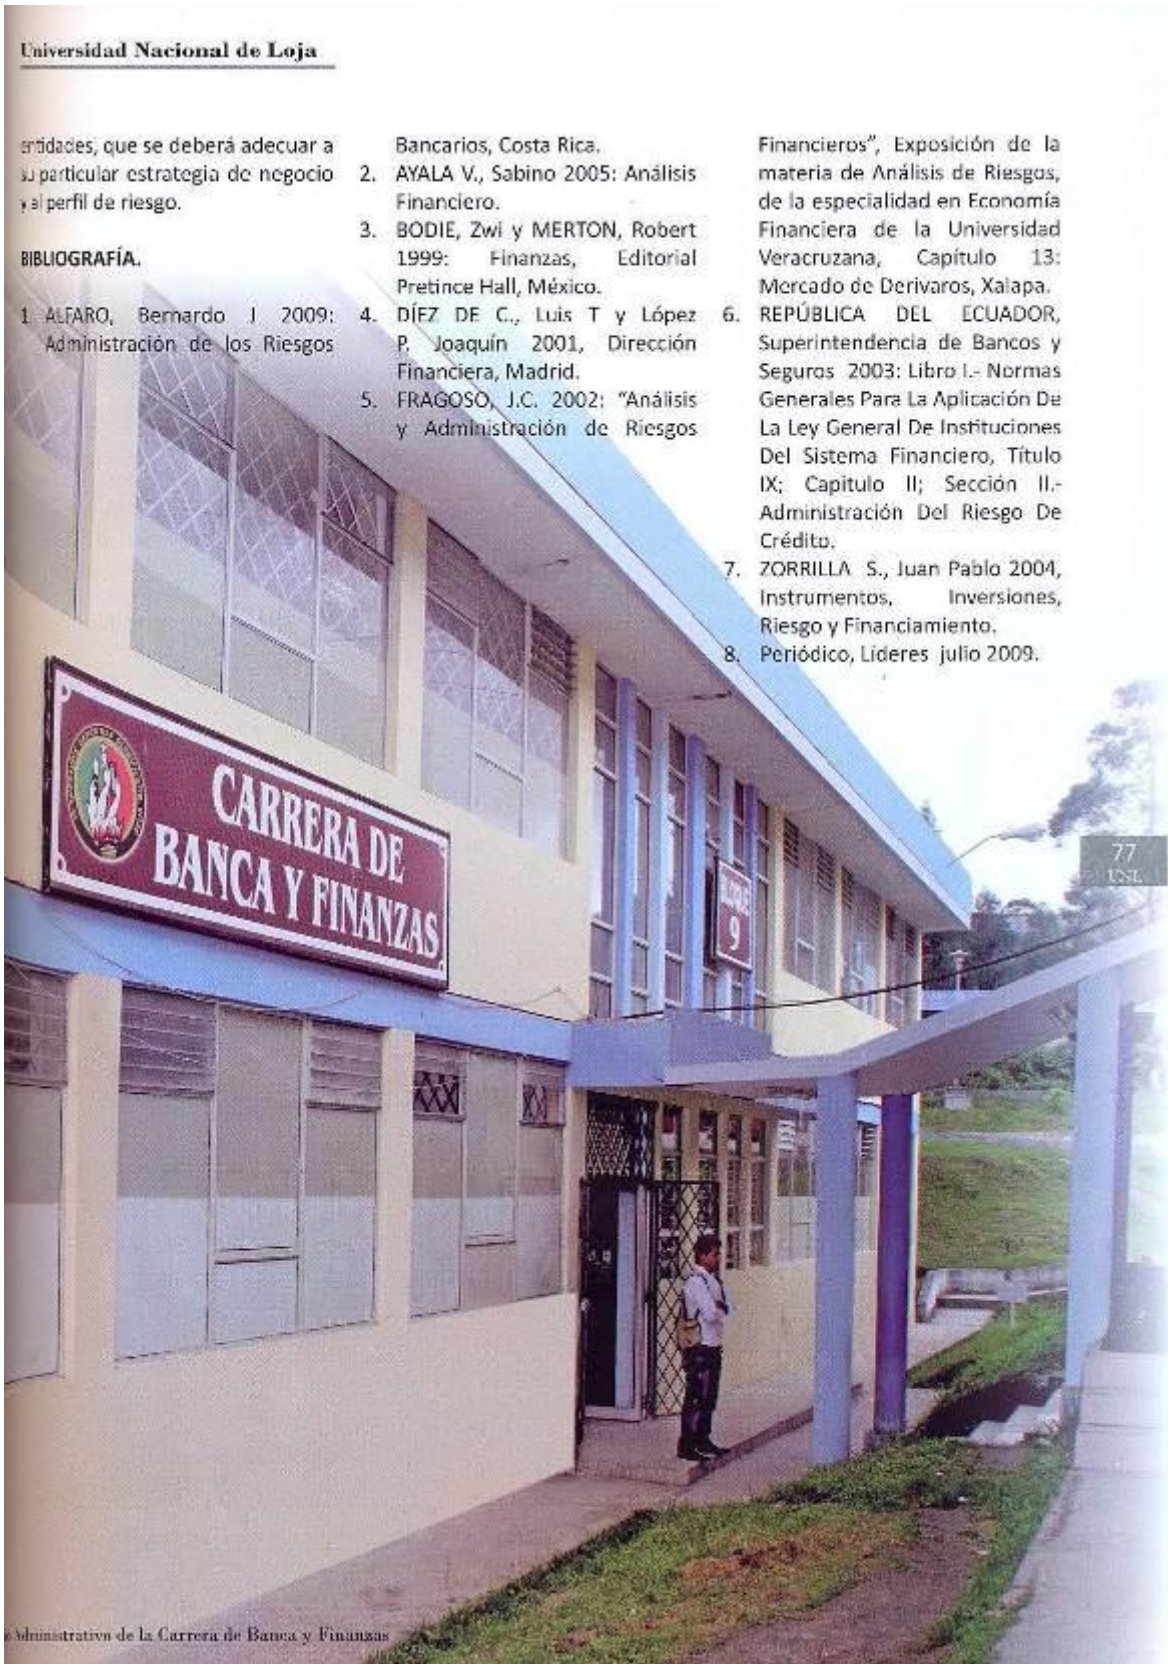 Universidad Nacional de Loja
entidades, que se deberá adecuar a
su particular estrategia de negocio
y al perfil de riesgo.
BIBLIOGRAFÍA.
1. ALFARO, Bernardo J 2009:
Administración de los Riesgos
Bancarios, Costa Rica.
2. AYALA V., Sabino 2005: Análisis
Financiero.
3. BODIE, Zwi y MERTON, Robert
1999: Finanzas, Editorial
Pretince Hall, México.
4. DÍEZ DE C., Luis T y López
P. Joaquín 2001, Dirección
Financiera, Madrid.
5. FRAGOSO, J.C. 2002: “Análisis
y Administración de Riesgos
Financieros”, Exposición de la
materia de Análisis de Riesgos,
de la especialidad en Economía
Financiera de la Universidad
Veracruzana, Capítulo 13:
Mercado de Derivaros, Xalapa.
6. REPÚBLICA DEL ECUADOR,
Superintendencia de Bancos y
Seguros 2003: Libro I.- Normas
Generales Para La Aplicación De
La Ley General De Instituciones
Del Sistema Financiero, Título
IX; Capitulo II; Sección II.-
Administración Del Riesgo De
Crédito.
7. ZORRILLA S., Juan Pablo 2004,
Instrumentos, Inversiones,
Riesgo y Financiamiento.
8. Periódico, Líderes julio 2009.
CARRERA DE
BANCA Y FINANZAS
BLOQUE
9
77
UNL
Administrativo de la Carrera de Banca y Finanzas